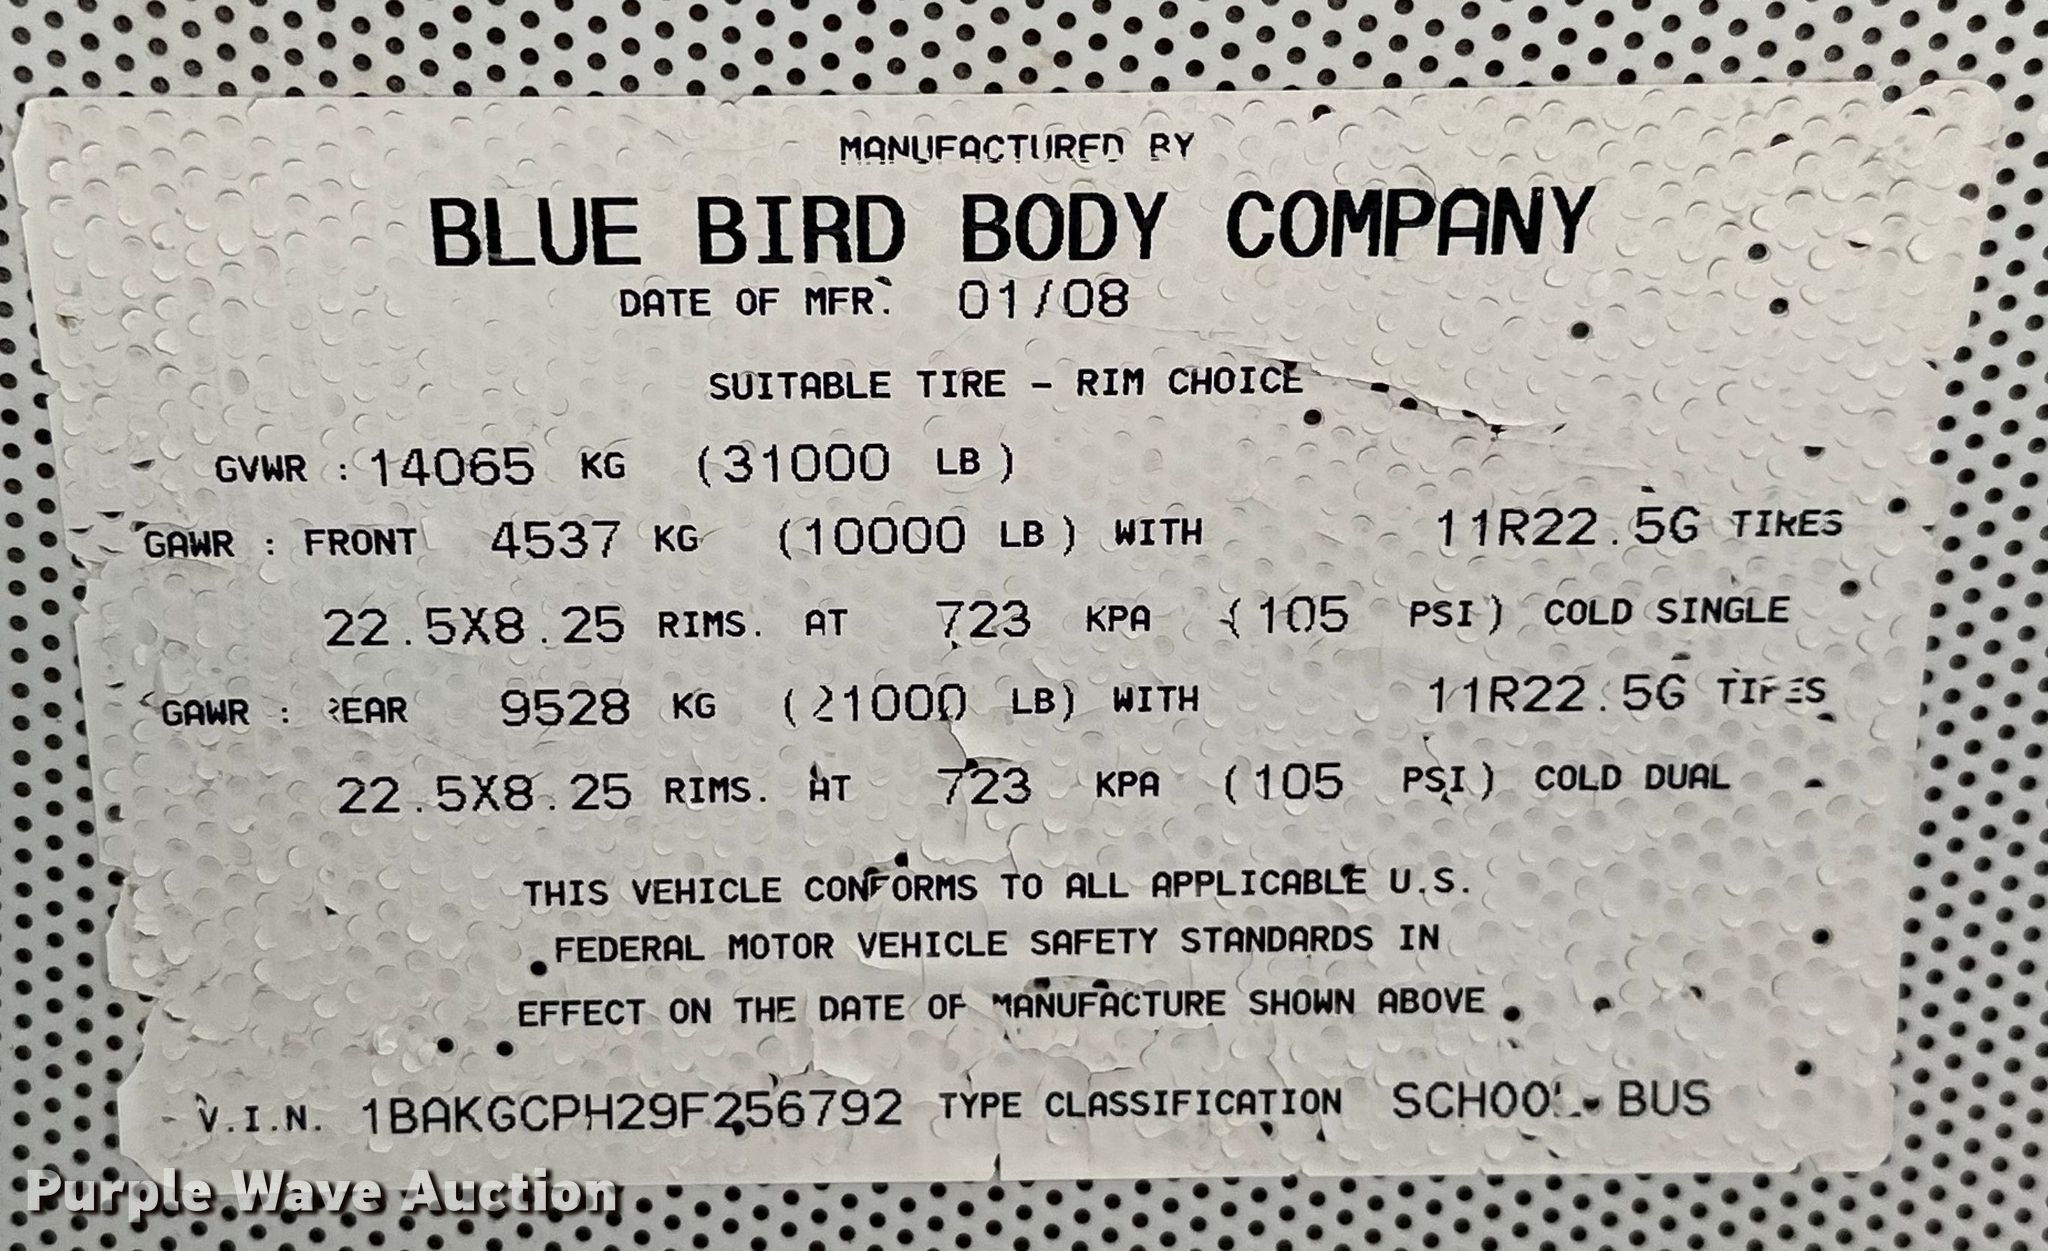 MANUFACTURED BY
BLUE BIRD BODY COMPANY
DATE OF MFR. 01/08
SUITABLE TIRE - RIM CHOICE
GVWR : 14065 KG (31000 LB)
GAWR : FRONT 4537 KG (10000 LB) WITH 11R22.5G TIRES
22.5X8.25 RIMS. AT 723 KPA (105 PSI) COLD SINGLE
GAWR : REAR 9528 KG (21000 LB) WITH 11R22.5G TIRES
22.5X8.25 RIMS. AT 723 KPA (105 PSI) COLD DUAL
THIS VEHICLE CONFORMS TO ALL APPLICABLE U.S.
FEDERAL MOTOR VEHICLE SAFETY STANDARDS IN
EFFECT ON THE DATE OF MANUFACTURE SHOWN ABOVE
V.I.N. 1BAKGCPH29F256792 TYPE CLASSIFICATION SCHOOL BUS
Purple Wave Auction